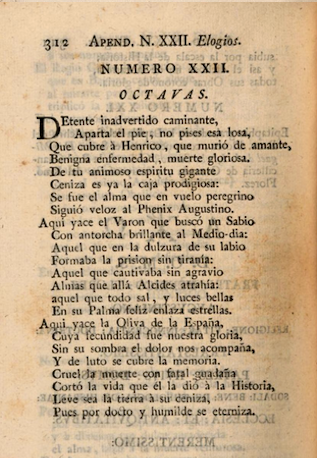 312 APEND. N. XXII. Elogios.
NUMERO XXII.
OCTAVAS.
DEtente inadvertido caminante,
Aparta el pie, no pises esa losa,
Que cubre à Henrico, que murió de amante,
Benigna enfermedad, muerte gloriosa.
De tu animoso espiritu gigante
Ceniza es ya la caja prodigiosa:
Se fue el alma que en vuelo peregrino
Siguió veloz al Phenix Augustino.
Aqui yace el Varon que buscó un Sabio
Con antorcha brillante al Medio-dia:
Aquel que en la dulzura de su labio
Formaba la prision sin tirania:
Aquel que cautivaba sin agravio
Almas que allá Alcides atrahía:
aquel que todo sal, y luces bellas
En su Palma feliz enlaza estrellas.
Aqui yace la Oliva de la España,
Cuya fecundidad fue nuestra gloria,
Sin su sombra el dolor nos acompaña,
Y de luto se cubre la memoria.
Cruel la muerte con fatal guadaña
Cortó la vida que él la dió à la Historia,
Leve sea la tierra à su ceniza,
Pues por docto y humilde se eterniza.